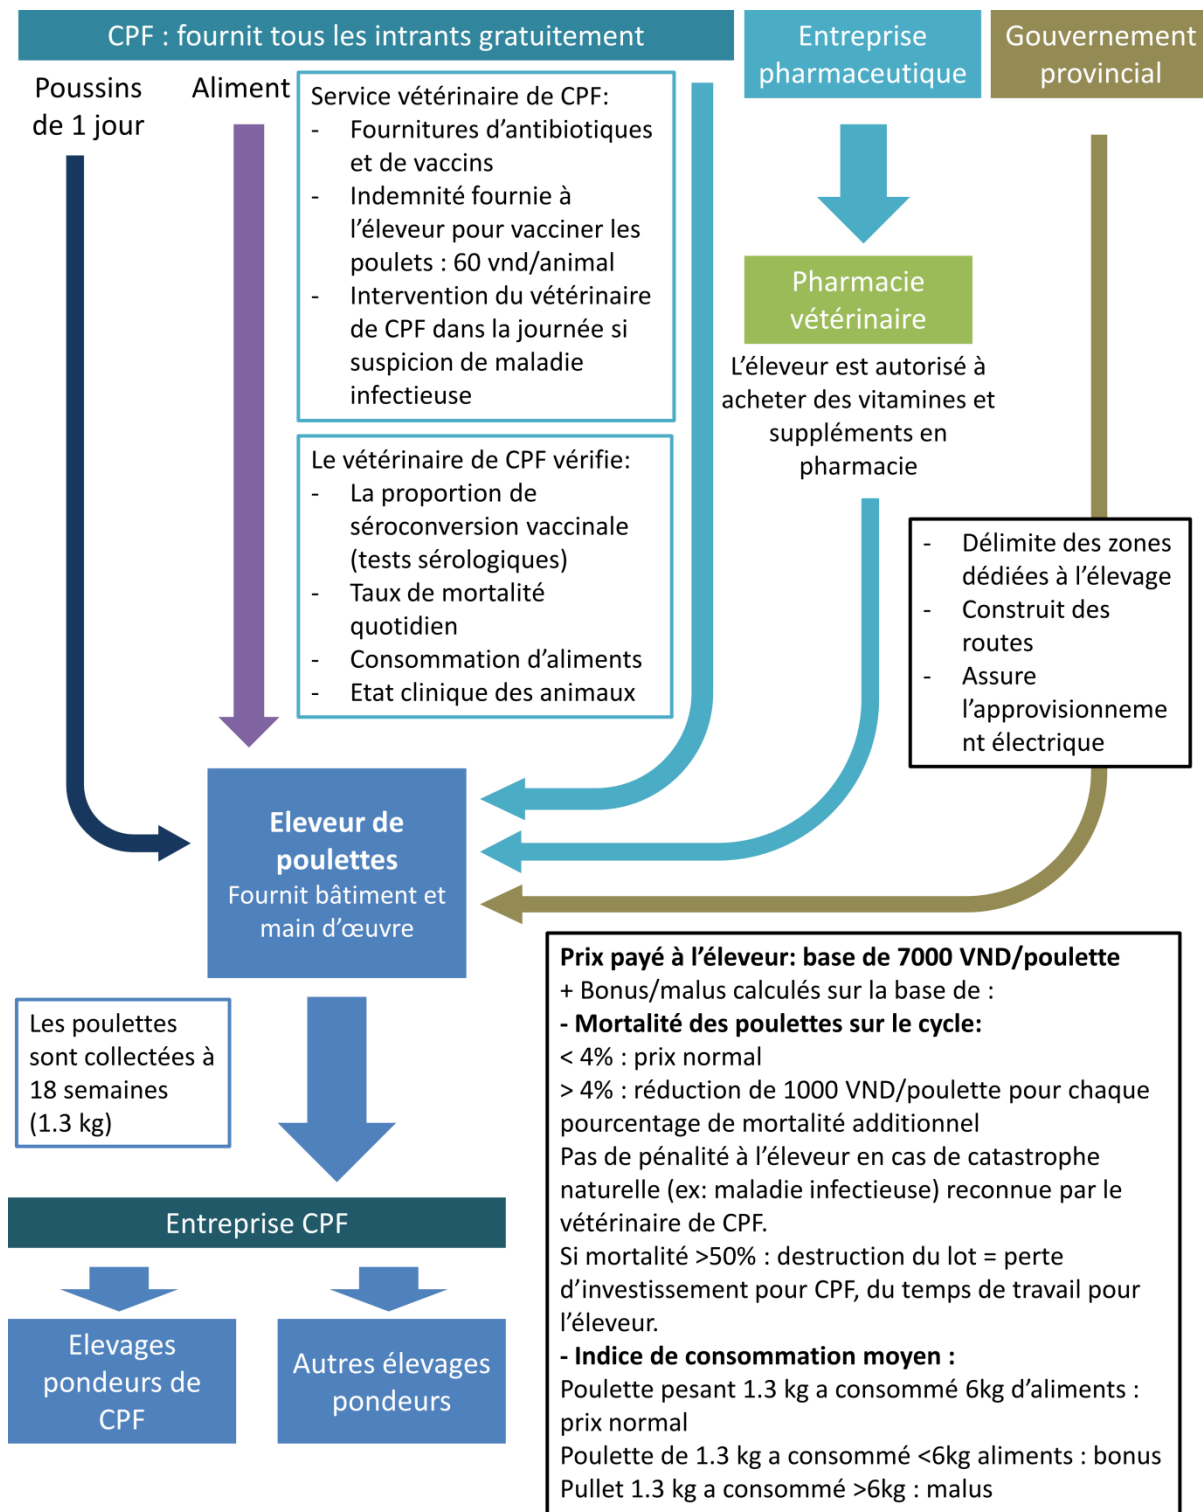 CPF : fournit tous les intrants gratuitement
Entreprise
pharmaceutique
Gouvernement
provincial
Poussins
de 1 jour
Aliment
Service vétérinaire de CPF:
- Fournitures d’antibiotiques
et de vaccins
- Indemnité fournie à
l’éleveur pour vacciner les
poulets : 60 vnd/animal
- Intervention du vétérinaire
de CPF dans la journée si
suspicion de maladie
infectieuse
Pharmacie
vétérinaire
L’éleveur est autorisé à
acheter des vitamines et
suppléments en
pharmacie
Le vétérinaire de CPF vérifie:
- La proportion de
séroconversion vaccinale
(tests sérologiques)
- Taux de mortalité
quotidien
- Consommation d’aliments
- Etat clinique des animaux
- Délimite des zones
dédiées à l’élevage
- Construit des
routes
- Assure
l’approvisionneme
nt électrique
Eleveur de
poulettes
Fournit bâtiment et
main d’œuvre
Les poulettes
sont collectées à
18 semaines
(1.3 kg)
Entreprise CPF
Elevages
pondeurs de
CPF
Autres élevages
pondeurs
Prix payé à l’éleveur: base de 7000 VND/poulette
+ Bonus/malus calculés sur la base de :
- Mortalité des poulettes sur le cycle:
< 4% : prix normal
> 4% : réduction de 1000 VND/poulette pour chaque
pourcentage de mortalité additionnel
Pas de pénalité à l’éleveur en cas de catastrophe
naturelle (ex: maladie infectieuse) reconnue par le
vétérinaire de CPF.
Si mortalité >50% : destruction du lot = perte
d’investissement pour CPF, du temps de travail pour
l’éleveur.
- Indice de consommation moyen :
Poulette pesant 1.3 kg a consommé 6kg d’aliments :
prix normal
Poulette de 1.3 kg a consommé <6kg aliments : bonus
Pullet 1.3 kg a consommé >6kg : malus